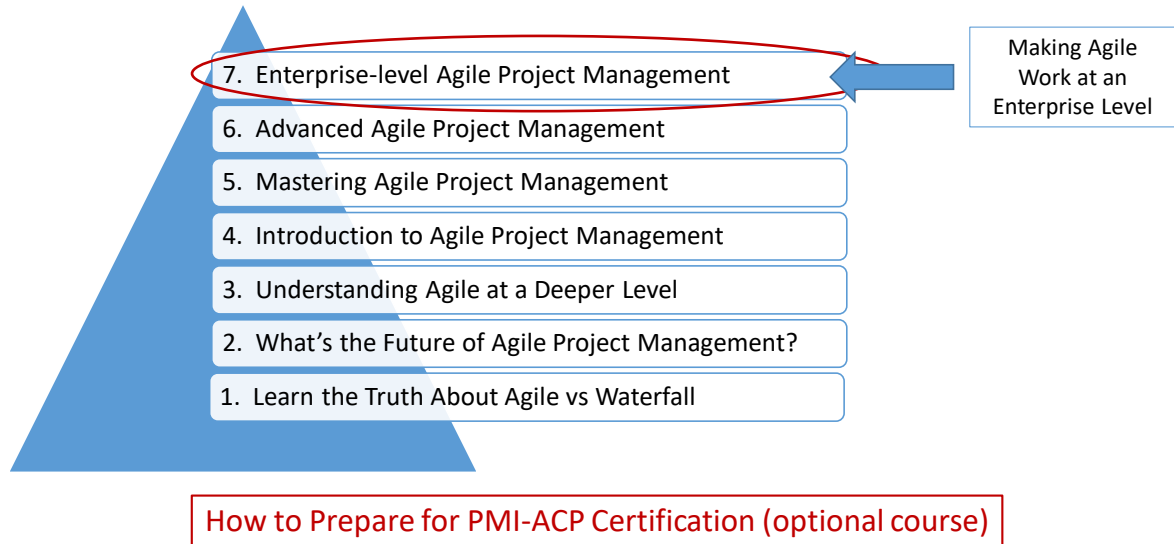 7. Enterprise-level Agile Project Management
Making Agile
Work at an
Enterprise Level
6. Advanced Agile Project Management
5. Mastering Agile Project Management
4. Introduction to Agile Project Management
3. Understanding Agile at a Deeper Level
2. What’s the Future of Agile Project Management?
1. Learn the Truth About Agile vs Waterfall
How to Prepare for PMI-ACP Certification (optional course)